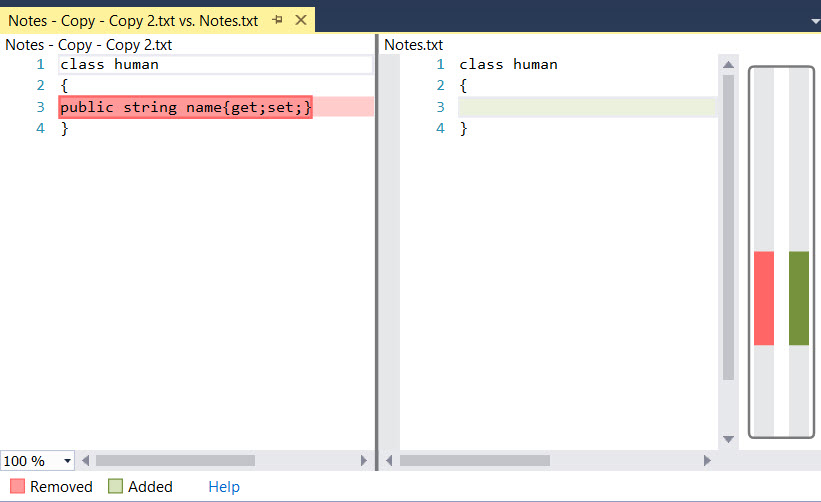 Notes - Copy - Copy 2.txt vs. Notes.txt
Notes - Copy - Copy 2.txt
1 class human
2 {
3 public string name{get;set;}
4 }
Notes.txt
1 class human
2 {
3
4 }
100 %
Removed Added Help